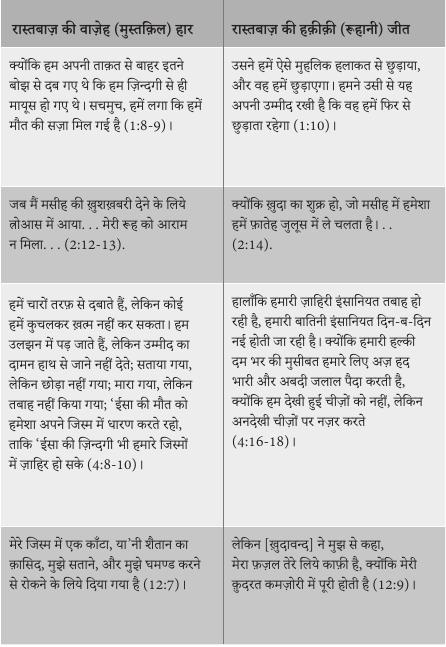 रास्तबाज़ की वाज़ेह (मुस्तक़िल) हार
रास्तबाज़ की हक़ीक़ी (रूहानी) जीत
क्योंकि हम अपनी ताक़त से बाहर इतने
बोझ से दब गए थे कि हम ज़िन्दगी से ही
मायूस हो गए थे। सचमुच, हमें लगा कि हमें
मौत की सज़ा मिल गई है (1:8-9)।
उसने हमें ऐसे मुहलिक हलाकत से छुड़ाया,
और वह हमें छुड़ाएगा। हमने उसी से यह
अपनी उम्मीद रखी है कि वह हमें फिर से
छुड़ाता रहेगा (1:10)।
जब मैं मसीह की ख़ुशख़बरी देने के लिये
त्रोआस में आया. . . मेरी रूह को आराम
न मिला. . . (2:12-13).
क्योंकि ख़ुदा का शुक्र हो, जो मसीह में हमेशा
हमें फ़ातेह जुलूस में ले चलता है। . .
(2:14).
हमें चारों तरफ़ से दबाते हैं, लेकिन कोई
हमें कुचलकर ख़त्म नहीं कर सकता। हम
उलझन में पड़ जाते हैं, लेकिन उम्मीद का
दामन हाथ से जाने नहीं देते; सताया गया,
लेकिन छोड़ा नहीं गया; मारा गया, लेकिन
तबाह नहीं किया गया; ‘ईसा की मौत को
हमेशा अपने जिस्म में धारण करते रहो,
ताकि ‘ईसा की ज़िन्दगी भी हमारे जिस्मों
में ज़ाहिर हो सके (4:8-10)।
हालाँकि हमारी ज़ाहिरी इंसानियत तबाह हो
रही है, हमारी बातिनी इंसानियत दिन-ब-दिन
नई होती जा रही है। क्योंकि हमारी हल्की
दम भर की मुसीबत हमारे लिए अज़ हद
भारी और अबदी जलाल पैदा करती है,
क्योंकि हम देखी हुई चीज़ों को नहीं, लेकिन
अनदेखी चीज़ों पर नज़र करते
(4:16-18)।
मेरे जिस्म में एक काँटा, या’नी शैतान का
क़ासिद, मुझे सताने, और मुझे घमण्ड करने
से रोकने के लिये दिया गया है (12:7)।
लेकिन [ख़ुदावन्द] ने मुझ से कहा,
मेरा फ़ज़ल तेरे लिये काफ़ी है, क्योंकि मेरी
क़ुदरत कमज़ोरी में पूरी होती है (12:9)।